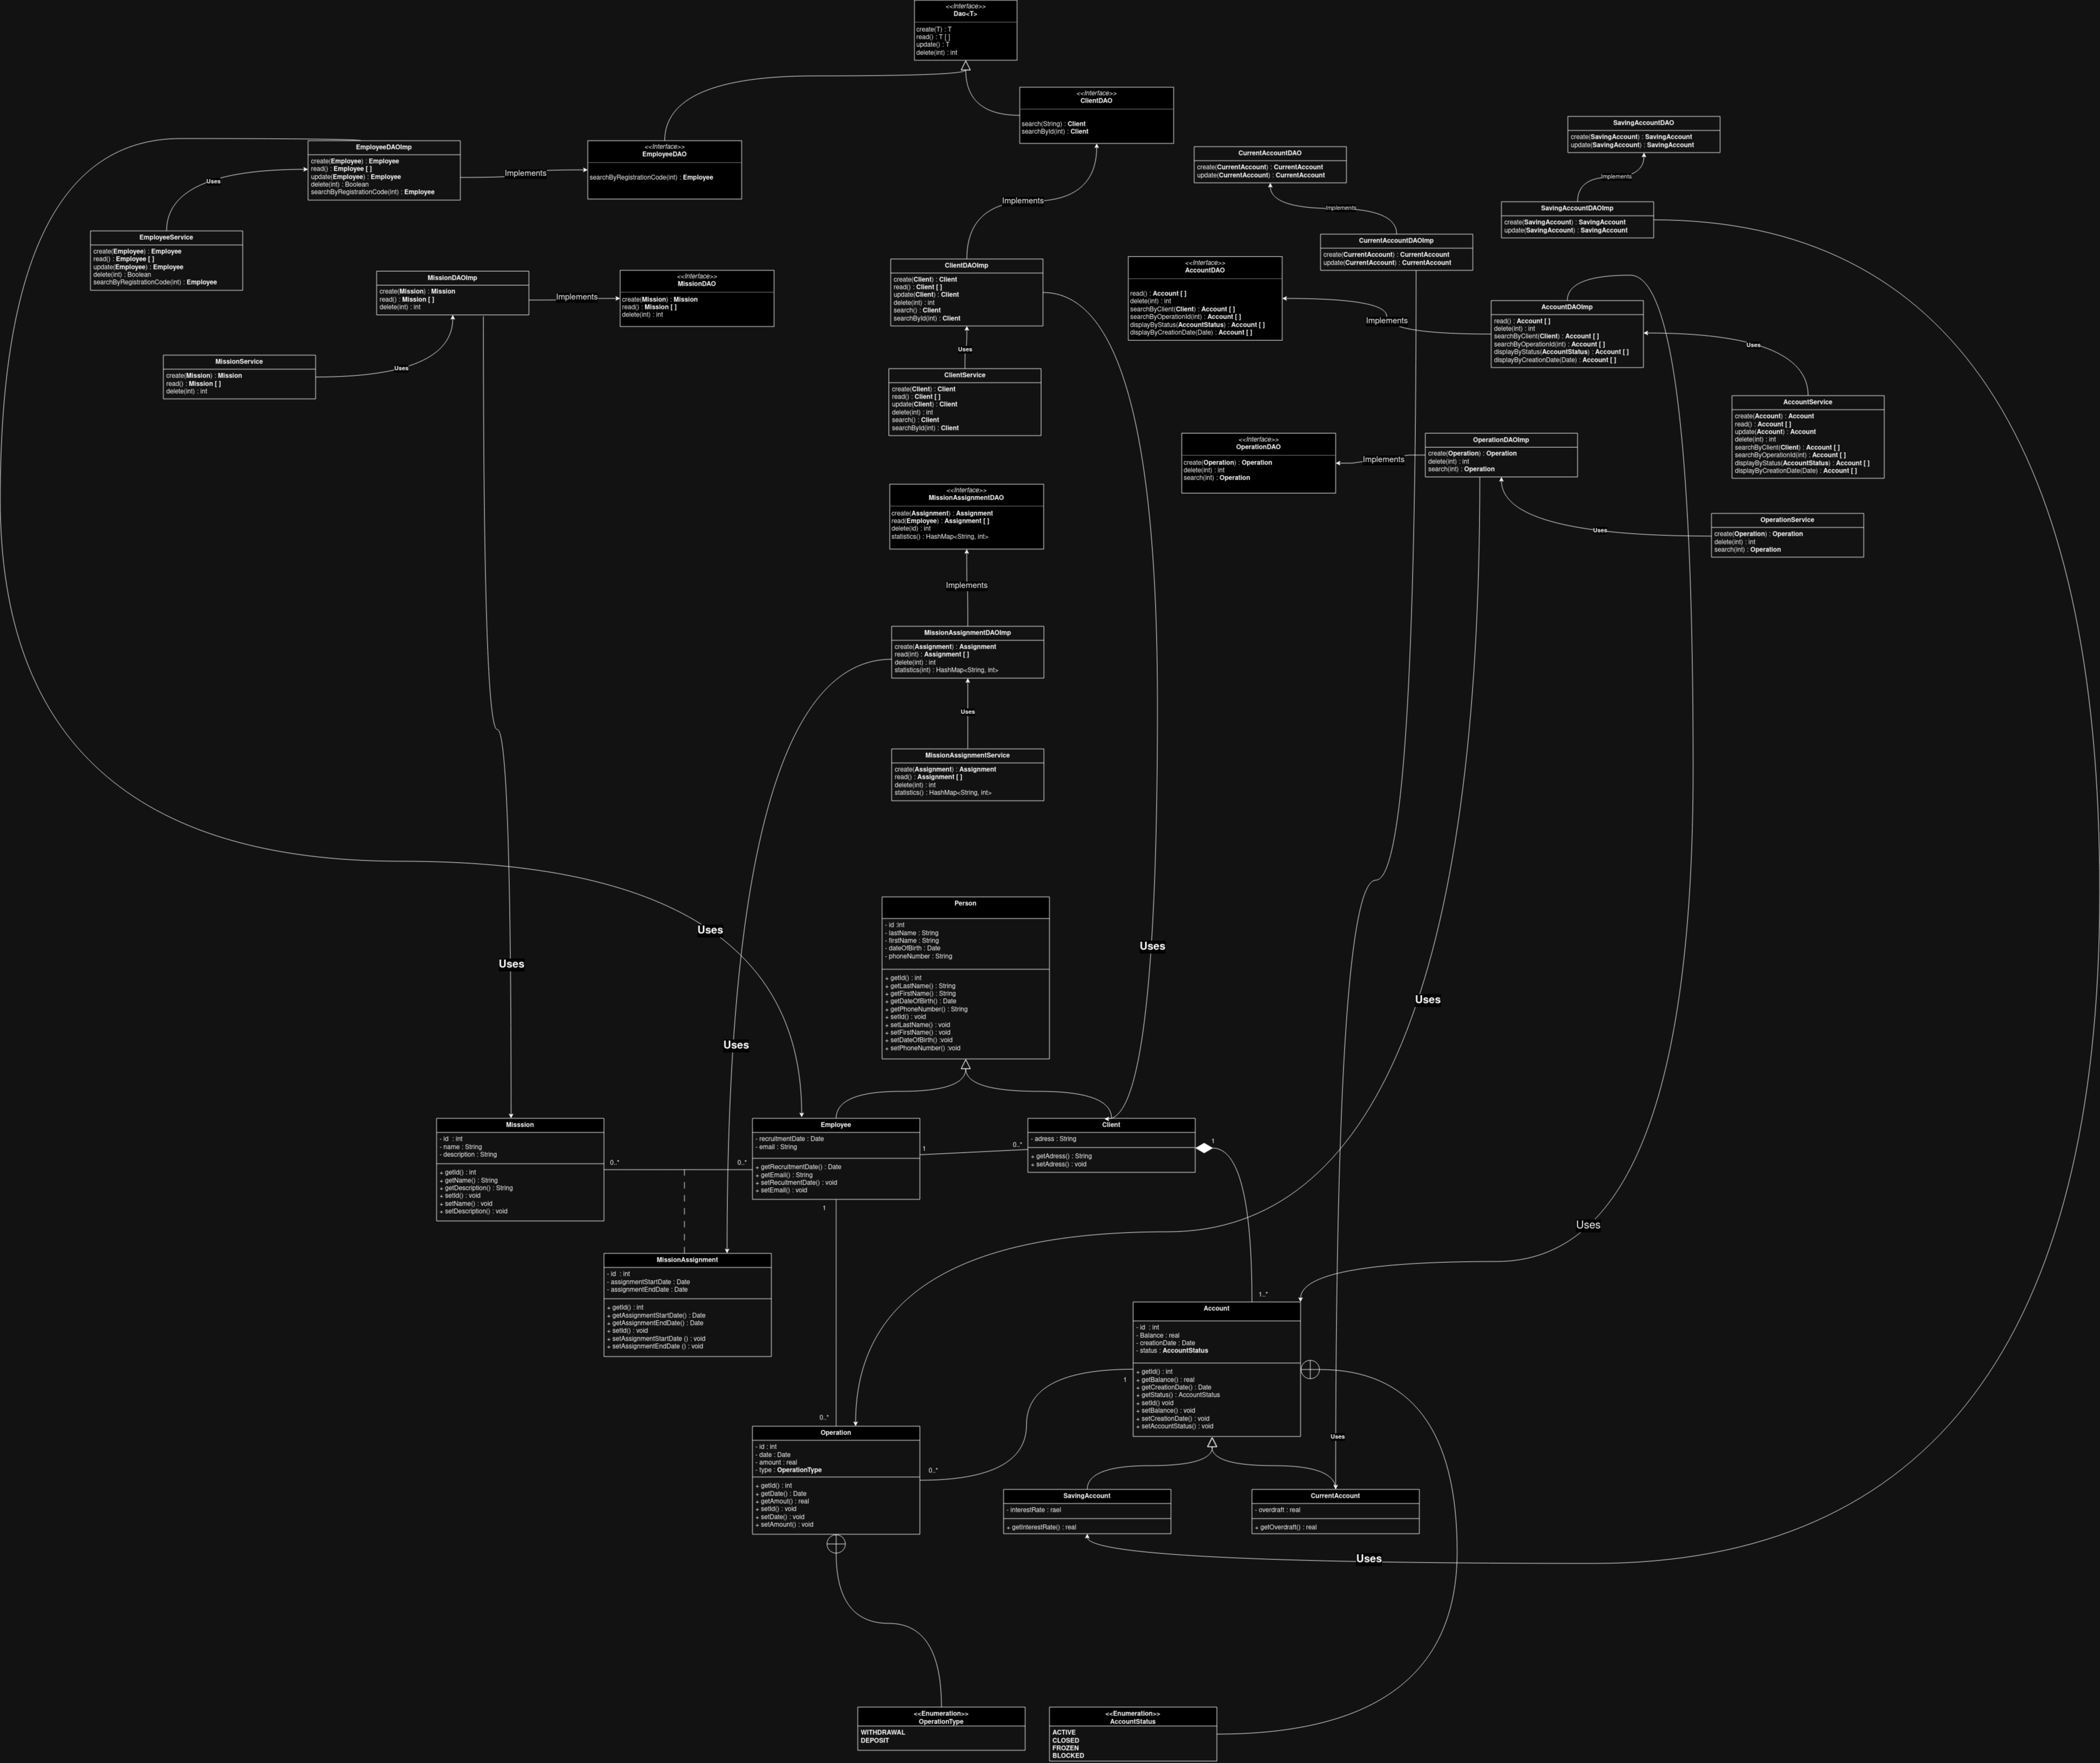 <<Interface>>
Dao<T>
create(T) : T
read() : T [ ]
update() : T
delete(int) : int
<<Interface>>
ClientDAO
search(String) : Client
searchById(int) : Client
SavingAccountDAO
create(SavingAccount) : SavingAccount
update(SavingAccount) : SavingAccount
EmployeeDAOImp
create(Employee) : Employee
read() : Employee [ ]
update(Employee) : Employee
delete(int) : Boolean
searchByRegistrationCode(int) : Employee
Implements
<<Interface>>
EmployeeDAO
searchByRegistrationCode(int) : Employee
CurrentAccountDAO
create(CurrentAccount) : CurrentAccount
update(CurrentAccount) : CurrentAccount
Implements
Uses
Implements
Implements
SavingAccountDAOImp
create(SavingAccount) : SavingAccount
update(SavingAccount) : SavingAccount
EmployeeService
create(Employee) : Employee
read() : Employee [ ]
update(Employee) : Employee
delete(int) : Boolean
searchByRegistrationCode(int) : Employee
CurrentAccountDAOImp
create(CurrentAccount) : CurrentAccount
update(CurrentAccount) : CurrentAccount
MissionDAOImp
create(Mission) : Mission
read() : Mission [ ]
delete(int) : int
Implements
<<Interface>>
MissionDAO
create(Mission) : Mission
read() : Mission [ ]
delete(int) : int
ClientDAOImp
create(Client) : Client
read() : Client [ ]
update(Client) : Client
delete(int) : int
search() : Client
searchById(int) : Client
<<Interface>>
AccountDAO
read() : Account [ ]
delete(int) : int
searchByClient(Client) : Account [ ]
searchByOperationId(int) : Account [ ]
displayByStatus(AccountStatus) : Account [ ]
displayByCreationDate(Date) : Account [ ]
Implements
AccountDAOImp
read() : Account [ ]
delete(int) : int
searchByClient(Client) : Account [ ]
searchByOperationId(int) : Account [ ]
displayByStatus(AccountStatus) : Account [ ]
displayByCreationDate(Date) : Account [ ]
Uses
Uses
MissionService
create(Mission) : Mission
read() : Mission [ ]
delete(int) : int
Uses
ClientService
create(Client) : Client
read() : Client [ ]
update(Client) : Client
delete(int) : int
search() : Client
searchById(int) : Client
AccountService
create(Account) : Account
read() : Account [ ]
update(Account) : Account
delete(int) : int
searchByClient(Client) : Account [ ]
searchByOperationId(int) : Account [ ]
displayByStatus(AccountStatus) : Account [ ]
displayByCreationDate(Date) : Account [ ]
<<Interface>>
OperationDAO
create(Operation) : Operation
delete(int) : int
search(int) : Operation
Implements
OperationDAOImp
create(Operation) : Operation
delete(int) : int
search(int) : Operation
<<Interface>>
MissionAssignmentDAO
create(Assignment) : Assignment
read(Employee) : Assignment [ ]
delete(id) : int
statistics() : HashMap<String, int>
Uses
OperationService
create(Operation) : Operation
delete(int) : int
search(int) : Operation
Implements
MissionAssignmentDAOImp
create(Assignment) : Assignment
read(int) : Assignment [ ]
delete(int) : int
statistics(int) : HashMap<String, int>
Uses
MissionAssignmentService
create(Assignment) : Assignment
read() : Assignment [ ]
delete(int) : int
statistics() : HashMap<String, int>
Uses
Uses
Uses
Uses
Uses
Person
- id :int
- lastName : String
- firstName : String
- dateOfBirth : Date
- phoneNumber : String
+ getId() : int
+ getLastName() : String
+ getFirstName() : String
+ getDateOfBirth() : Date
+ getPhoneNumber() : String
+ setId() : void
+ setLastName() : void
+ setFirstName() : void
+ setDateOfBirth() :void
+ setPhoneNumber() :void
Misssion
- id  : int
- name : String
- description : String
+ getId() : int
+ getName() : String
+ getDescription() : String
+ setId() : void
+ setName() : void
+ setDescription() : void
0..*
0..*
Employee
- recruitmentDate : Date
- email : String
+ getRecruitmentDate() : Date
+ getEmail() : String
+ setRecuitmentDate() : void
+ setEmail() : void
1
0..*
Client
- adress : String
+ getAdress() : String
+ setAdress() : void
1
1
Uses
MissionAssignment
- id  : int
- assignmentStartDate : Date
- assignmentEndDate : Date
+ getId() : int
+ getAssignmentStartDate() : Date
+ getAssignmentEndDate() : Date
+ setId() : void
+ setAssignmentStartDate () : void
+ setAssignmentEndDate () : void
1..*
Account
- id  : int
- Balance : real
- creationDate : Date
- status : AccountStatus
+ getId() : int
+ getBalance() : real
+ getCreationDate() : Date
+ getStatus() : AccountStatus
+ setId() void
+ setBalance() : void
+ setCreationDate() : void
+ setAccountStatus() : void
1
0..*
Operation
- id : int
- date : Date
- amount : real
- type : OperationType
+ getId() : int
+ getDate() : Date
+ getAmout() : real
+ setId() : void
+ setDate() : void
+ setAmount() : void
0..*
Uses
SavingAccount
- interestRate : rael
+ getInterestRate() : real
CurrentAccount
- overdraft : real
+ getOverdraft() : real
Uses
<<Enumeration>>
OperationType
WITHDRAWAL
DEPOSIT
<<Enumeration>>
AccountStatus
ACTIVE
CLOSED
FROZEN
BLOCKED